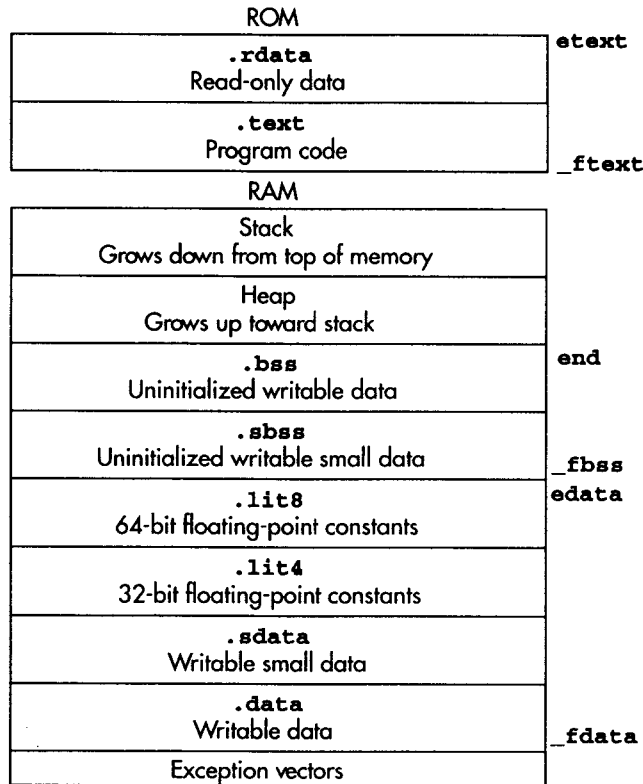 ROM
etext
.rdata
Read-only data
.text
Program code
_ftext
RAM
Stack
Grows down from top of memory
Heap
Grows up toward stack
end
.bss
Uninitialized writable data
.sbss
Uninitialized writable small data
_fbss
edata
.lit8
64-bit floating-point constants
.lit4
32-bit floating-point constants
.sdata
Writable small data
.data
Writable data
_fdata
Exception vectors